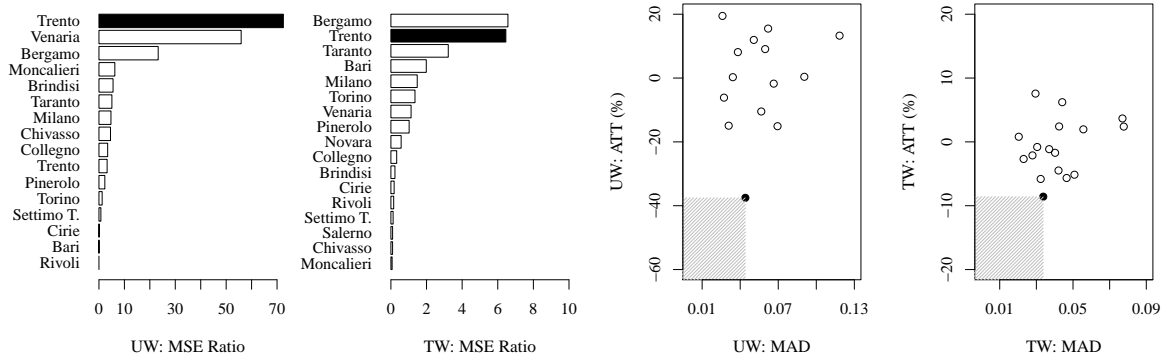 Trento
Venaria
Bergamo
Moncalieri
Brindisi
Taranto
Milano
Chivasso
Collegno
Trento
Pinerolo
Torino
Settimo T.
Cirie
Bari
Rivoli
0 10 30 50 70
UW: MSE Ratio
Bergamo
Trento
Taranto
Bari
Milano
Torino
Venaria
Pinerolo
Novara
Collegno
Brindisi
Cirie
Rivoli
Settimo T.
Salerno
Chivasso
Moncalieri
0 2 4 6 8 10
TW: MSE Ratio
UW: ATT (%)
20
0
−20
−40
−60
0.01 0.07 0.13
UW: MAD
TW: ATT (%)
20
10
0
−10
−20
0.01 0.05 0.09
TW: MAD